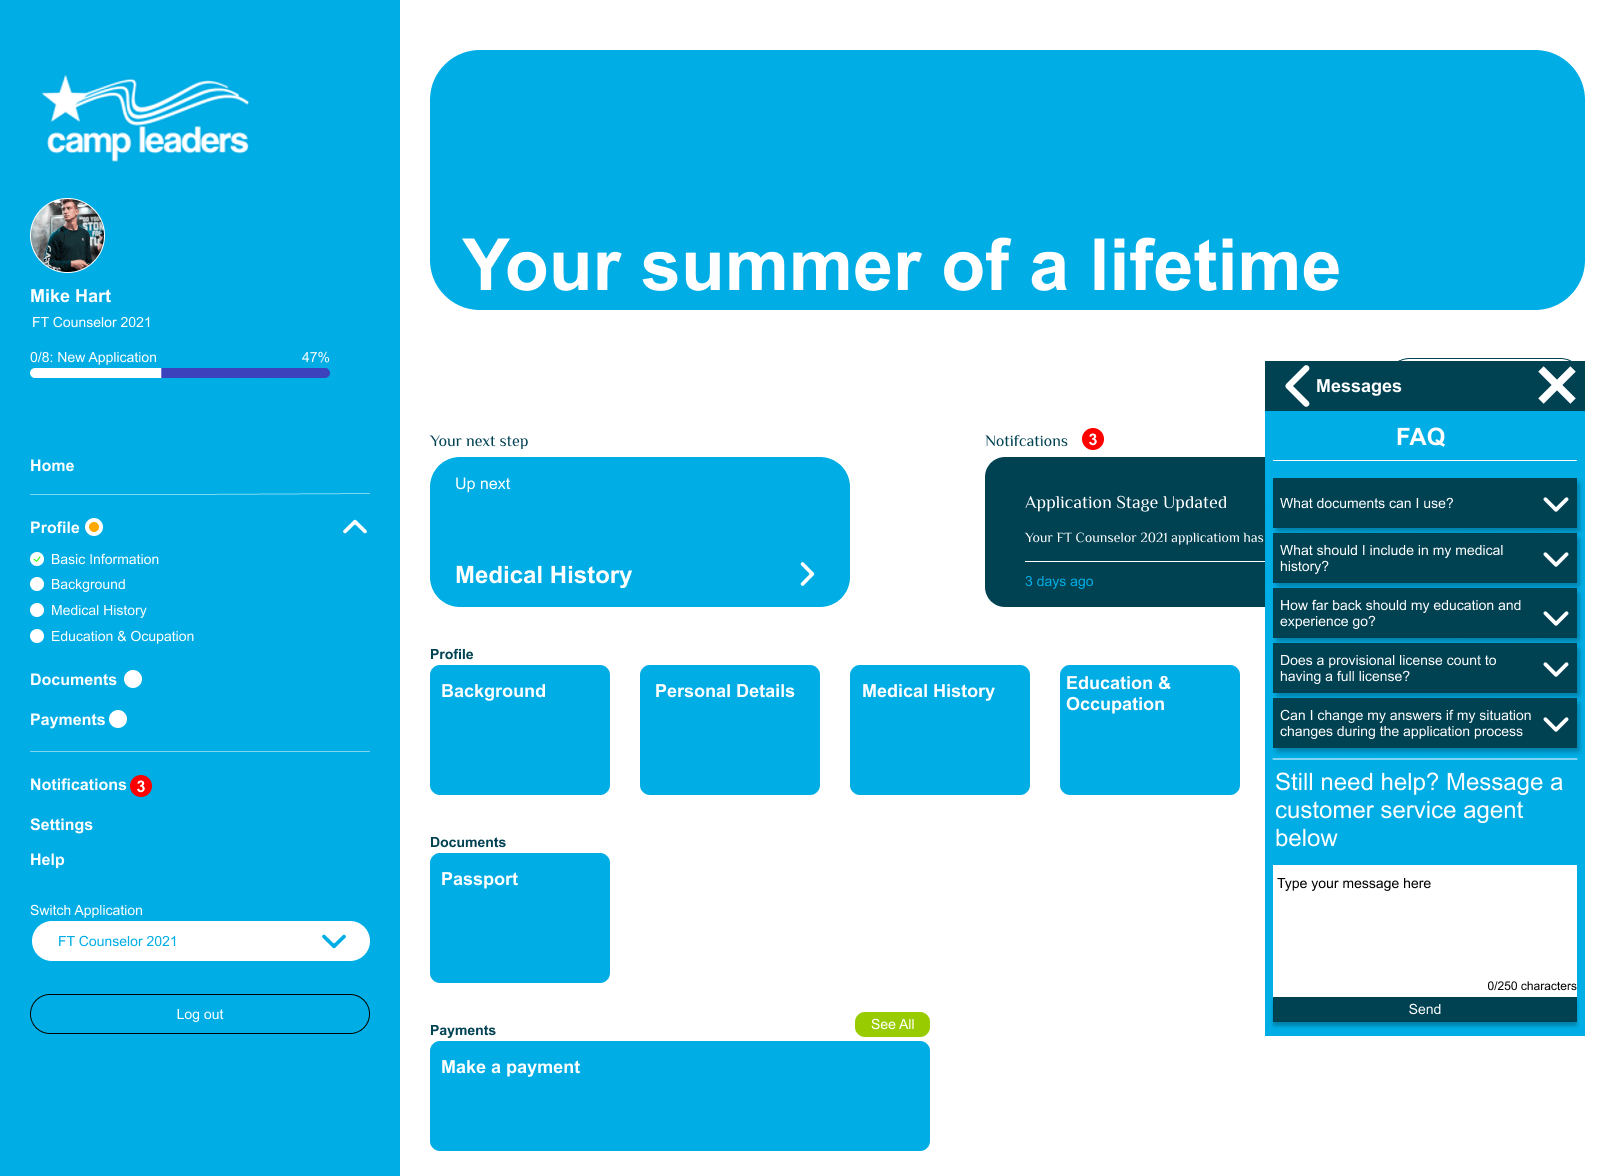 camp leaders
Mike Hart
FT Counselor 2021
0/8: New Application 47%
Home
Profile
Basic Information
Background
Medical History
Education & Ocupation
Documents
Payments
Notifications 3
Settings
Help
Switch Application
FT Counselor 2021
Log out
Your summer of a lifetime
Your next step
Up next
Medical History
Notifcations 3
Application Stage Updated
Your FT Counselor 2021 applicatiom has
3 days ago
Profile
Background
Personal Details
Medical History
Education &
Occupation
Documents
Passport
Payments
See All
Make a payment
Messages
FAQ
What documents can I use?
What should I include in my medical
history?
How far back should my education and
experience go?
Does a provisional license count to
having a full license?
Can I change my answers if my situation
changes during the application process
Still need help? Message a
customer service agent
below
Type your message here
0/250 characters
Send